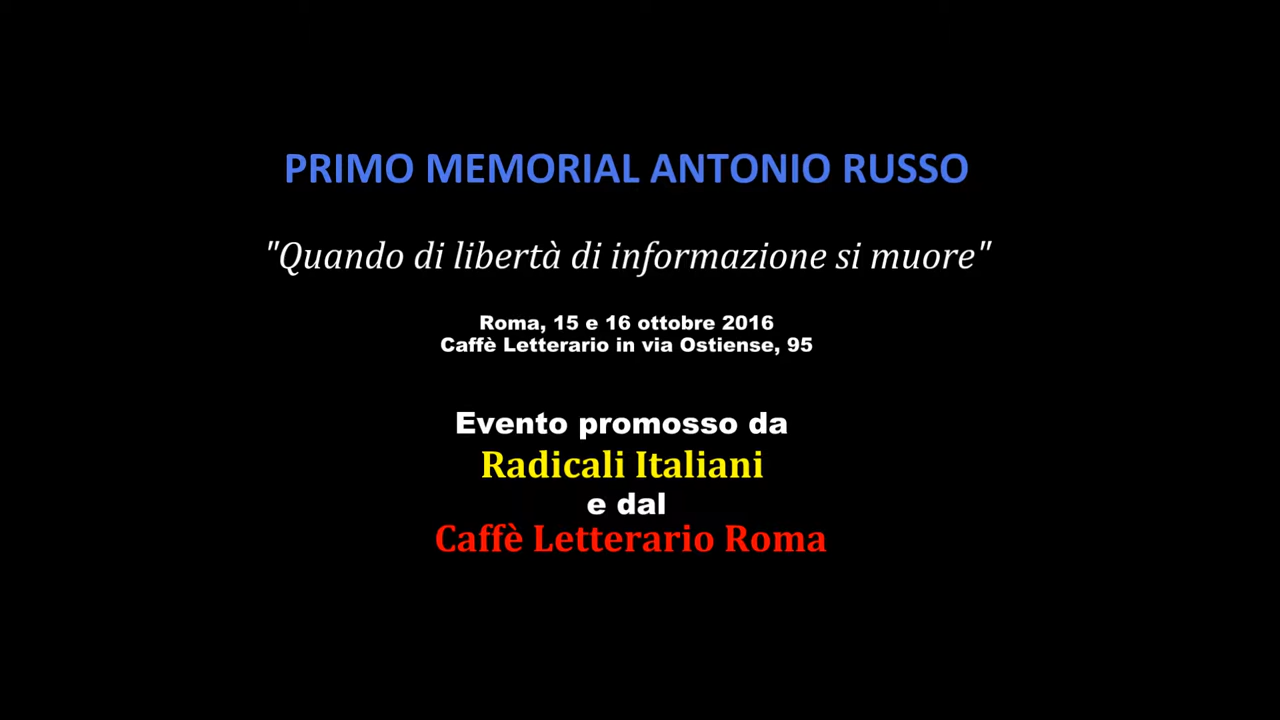 PRIMO MEMORIAL ANTONIO RUSSO
"Quando di libertà di informazione si muore"
Roma, 15 e 16 ottobre 2016
Caffè Letterario in via Ostiense, 95
Evento promosso da
Radicali Italiani
e dal
Caffè Letterario Roma